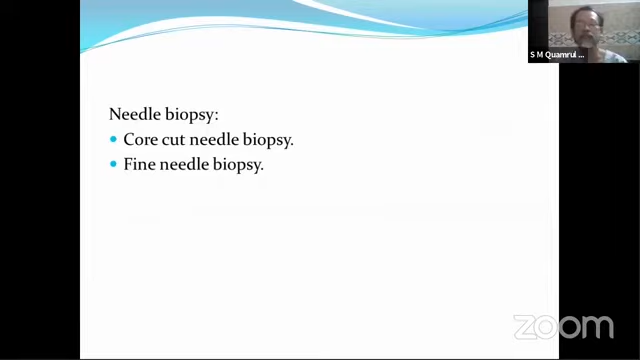 S M Quamrul ...
Needle biopsy:
Core cut needle biopsy.
Fine needle biopsy.
zoom